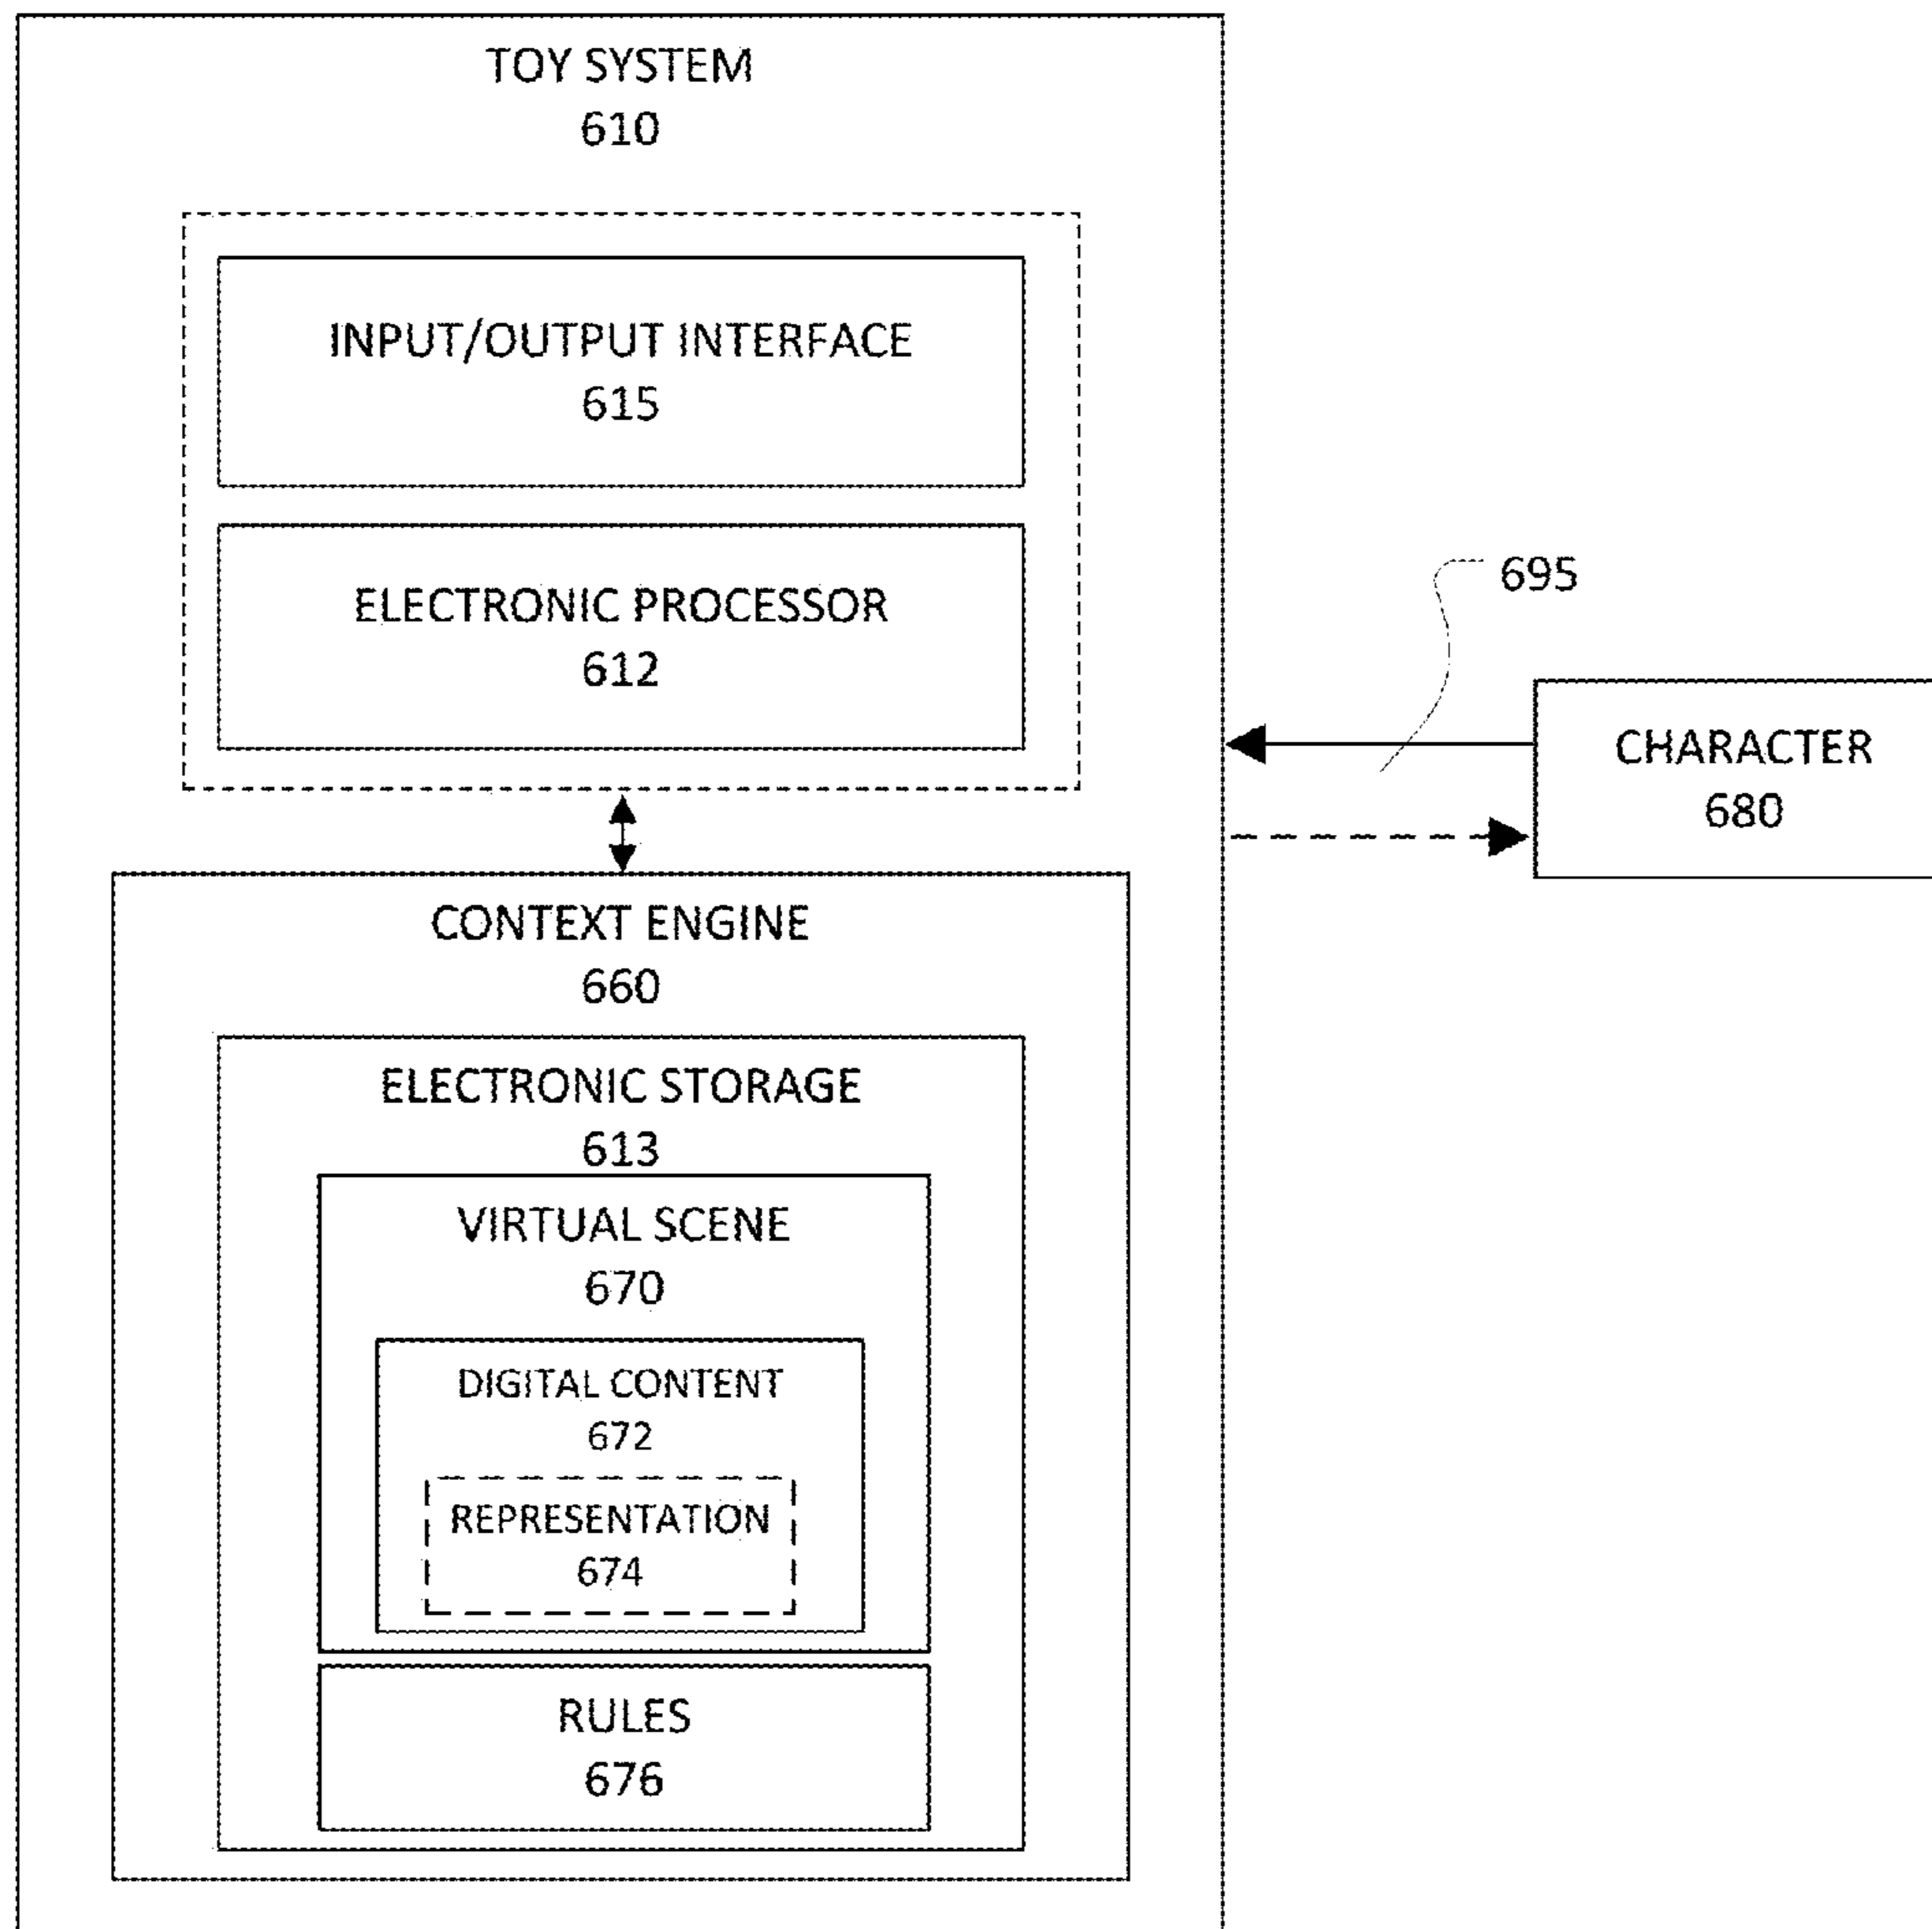 TOY SYSTEM
610
INPUT/OUTPUT INTERFACE
615
ELECTRONIC PROCESSOR
612
695
CHARACTER
680
CONTEXT ENGINE
660
ELECTRONIC STORAGE
613
VIRTUAL SCENE
670
DIGITAL CONTENT
672
REPRESENTATION
674
RULES
676